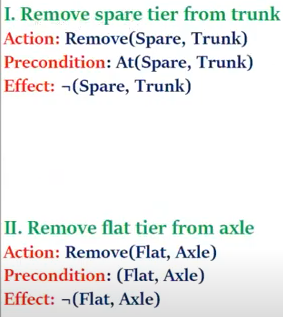 I. Remove spare tier from trunk
Action: Remove(Spare, Trunk)
Precondition: At(Spare, Trunk)
Effect: ¬(Spare, Trunk)
II. Remove flat tier from axle
Action: Remove(Flat, Axle)
Precondition: (Flat, Axle)
Effect: ¬(Flat, Axle)